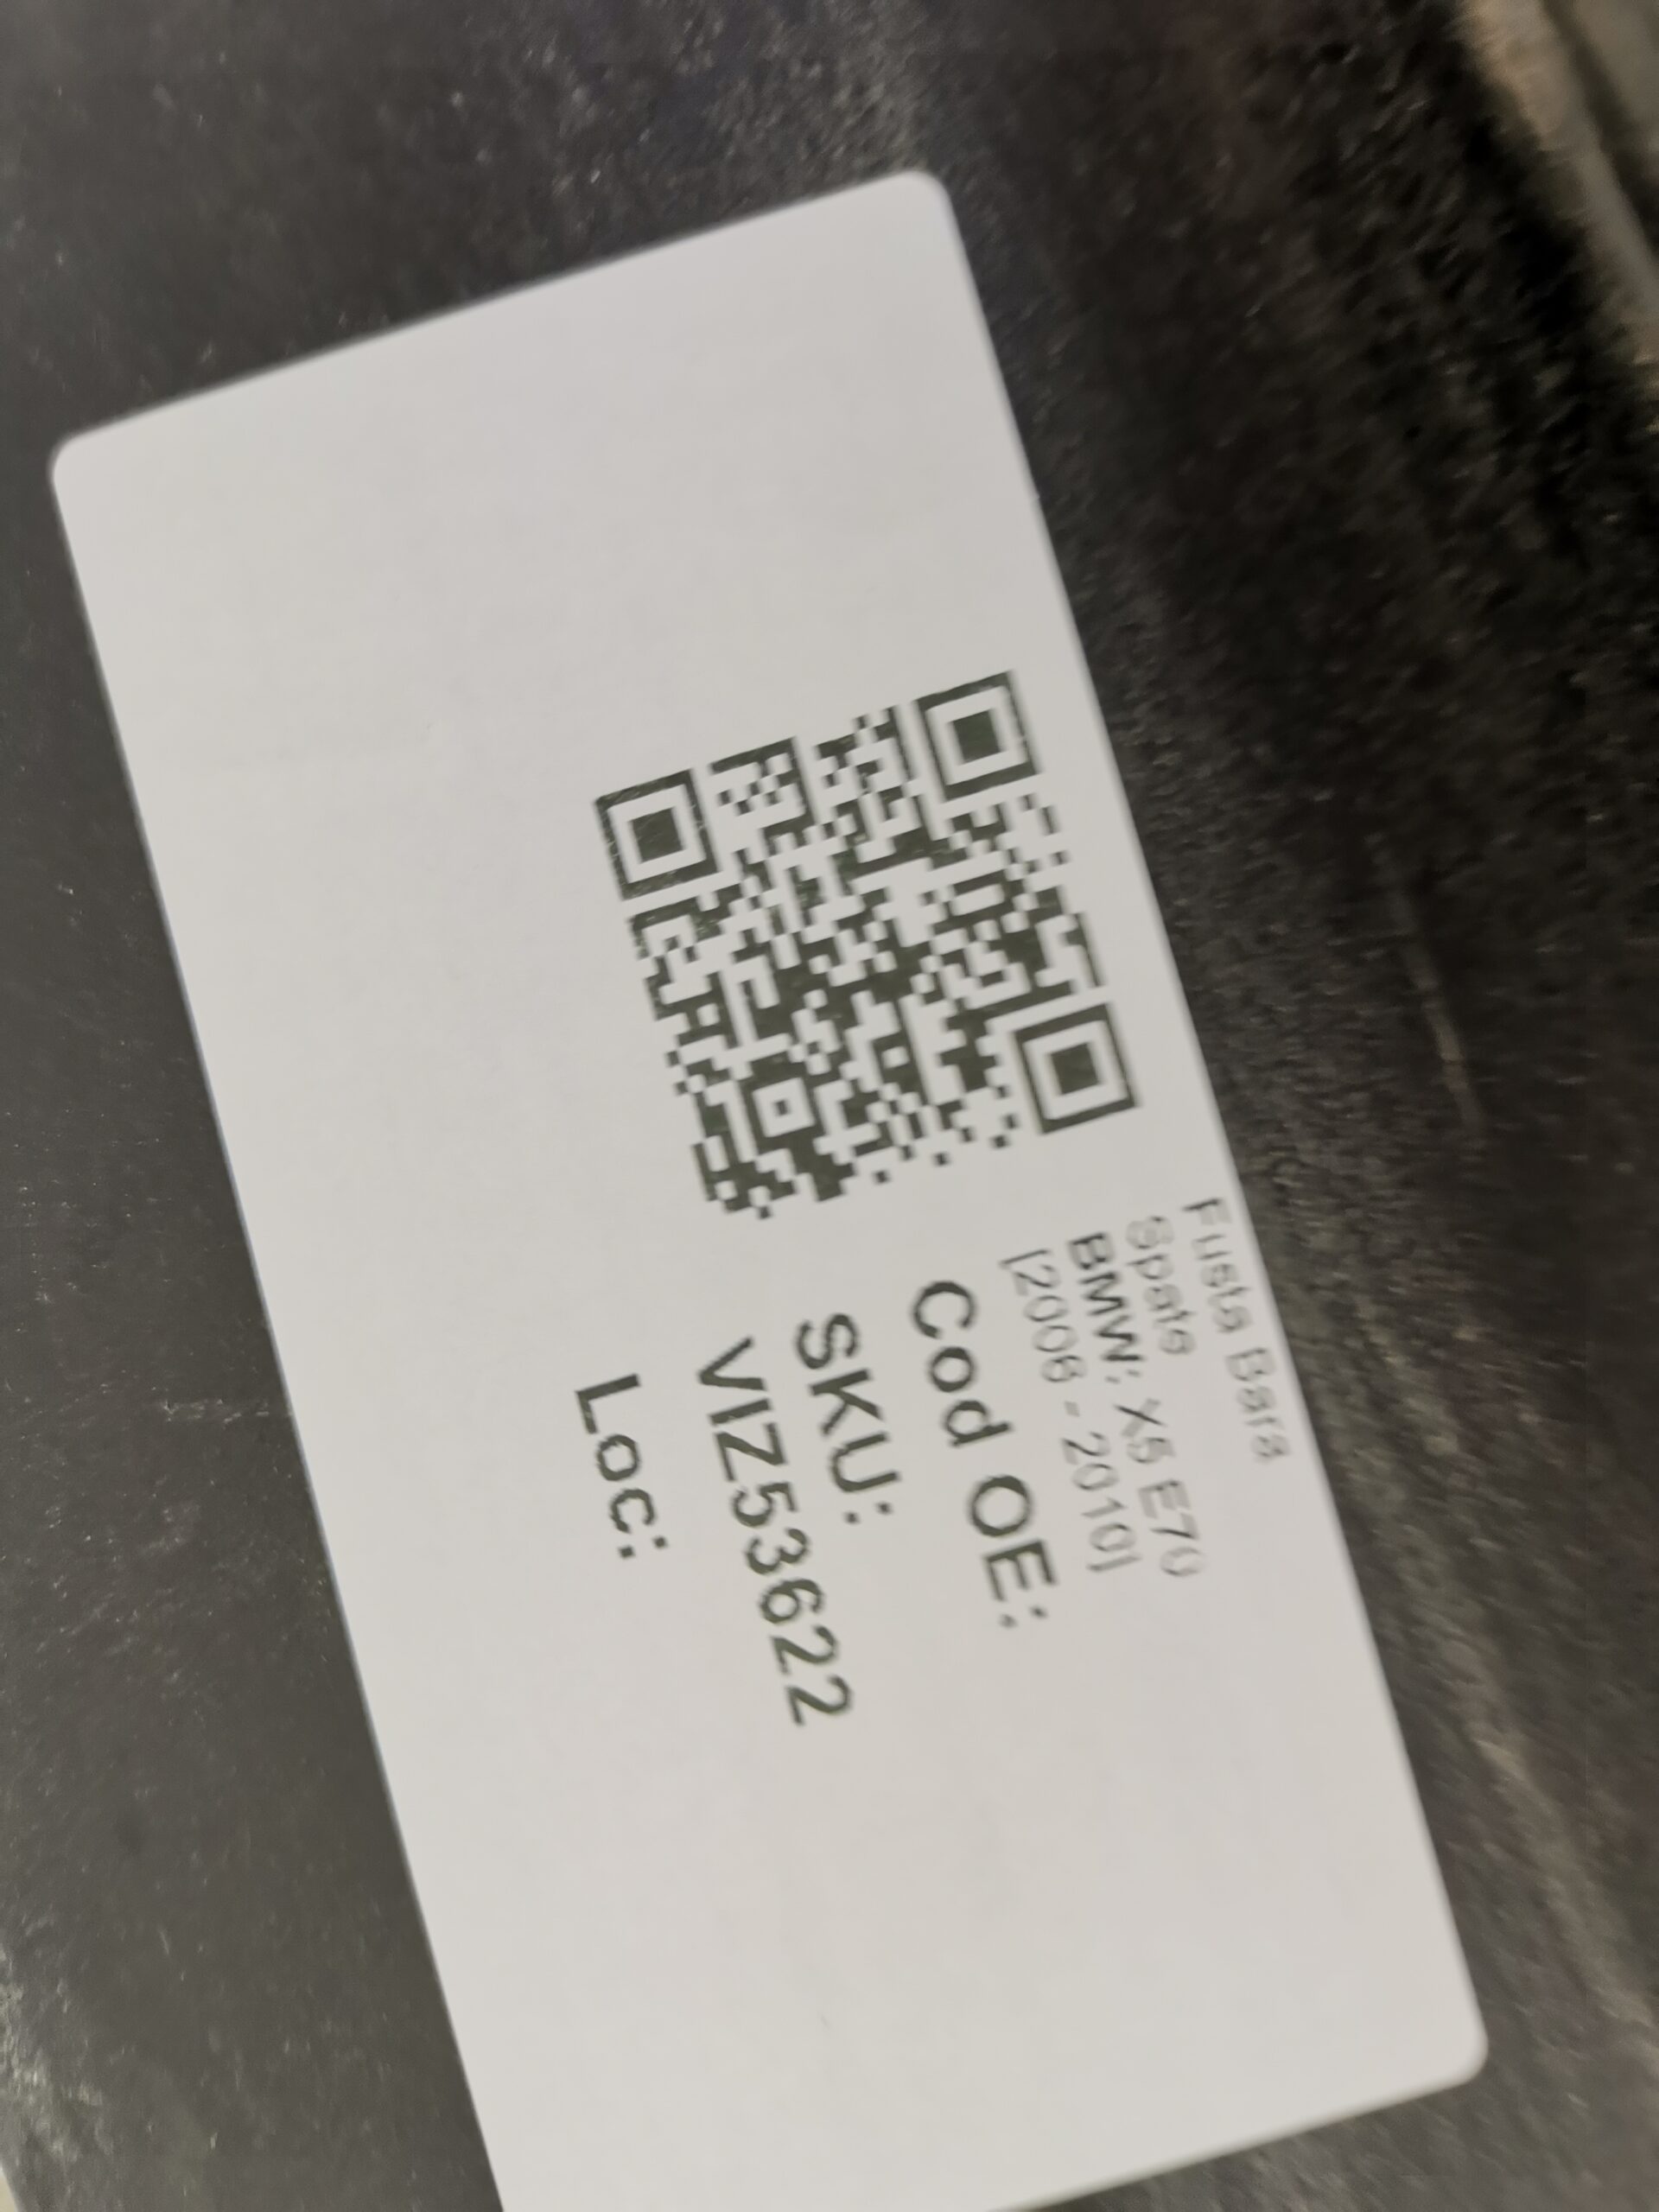 Fusta Bara
Spate
BMW: X5 E70
[2006 - 2010]
Cod OE:
SKU:
VIZ53622
Loc: